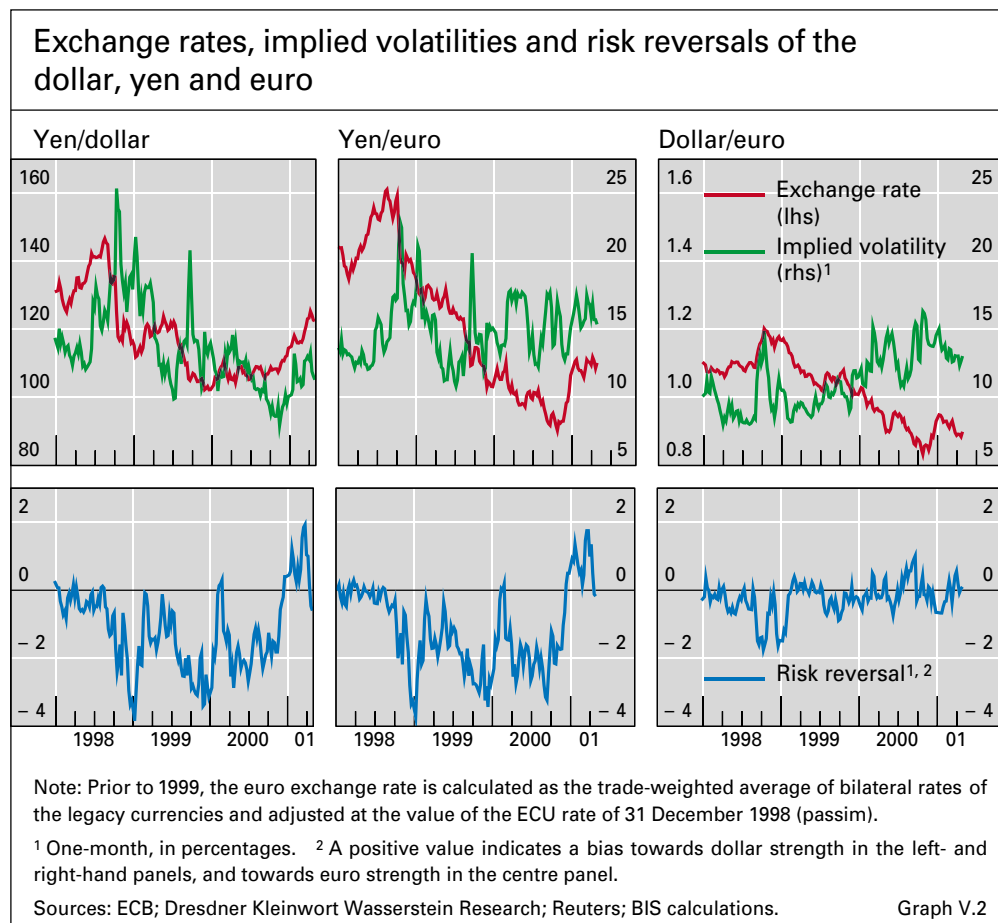 Exchange rates, implied volatilities and risk reversals of the
dollar, yen and euro
Yen/dollar
Yen/euro
Dollar/euro
160
140
120
100
80
25
20
15
10
5
1.6
1.4
1.2
1.0
0.8
25
20
15
10
5
Exchange rate
(lhs)
Implied volatility
(rhs)1
2
0
– 2
– 4
2
0
– 2
– 4
2
0
– 2
– 4
2
0
– 2
– 4
Risk reversal1, 2
1998 1999 2000 01
1998 1999 2000 01
1998 1999 2000 01
Note: Prior to 1999, the euro exchange rate is calculated as the trade-weighted average of bilateral rates of
the legacy currencies and adjusted at the value of the ECU rate of 31 December 1998 (passim).
1 One-month, in percentages. 2 A positive value indicates a bias towards dollar strength in the left- and
right-hand panels, and towards euro strength in the centre panel.
Sources: ECB; Dresdner Kleinwort Wasserstein Research; Reuters; BIS calculations. Graph V.2